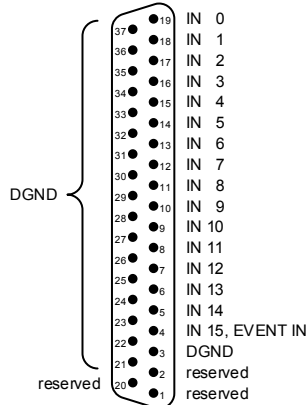 19 IN 0
37
18 IN 1
36
17 IN 2
35
16 IN 3
34
15 IN 4
33
14 IN 5
32
13 IN 6
31
12 IN 7
30
11 IN 8
29
DGND
10 IN 9
28
9 IN 10
27
8 IN 11
26
7 IN 12
25
6 IN 13
24
5 IN 14
23
4 IN 15, EVENT IN
22
3 DGND
21
2 reserved
reserved 20
1 reserved